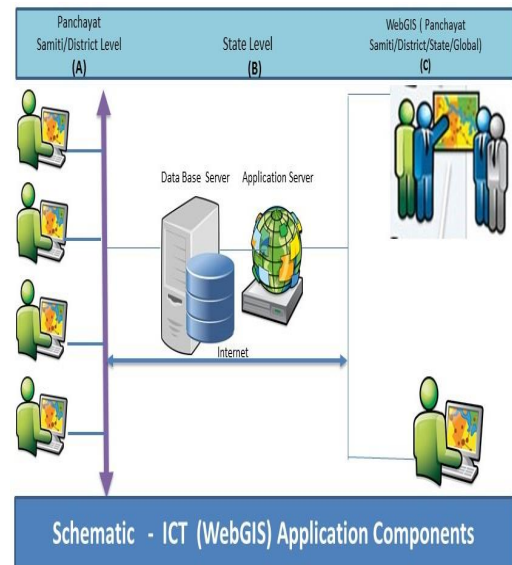 Panchayat
Samiti/District Level
(A)
State Level
(B)
WebGIS ( Panchayat
Samiti/District/State/Global)
(C)
Data Base Server
Application Server
Internet
Schematic - ICT (WebGIS) Application Components